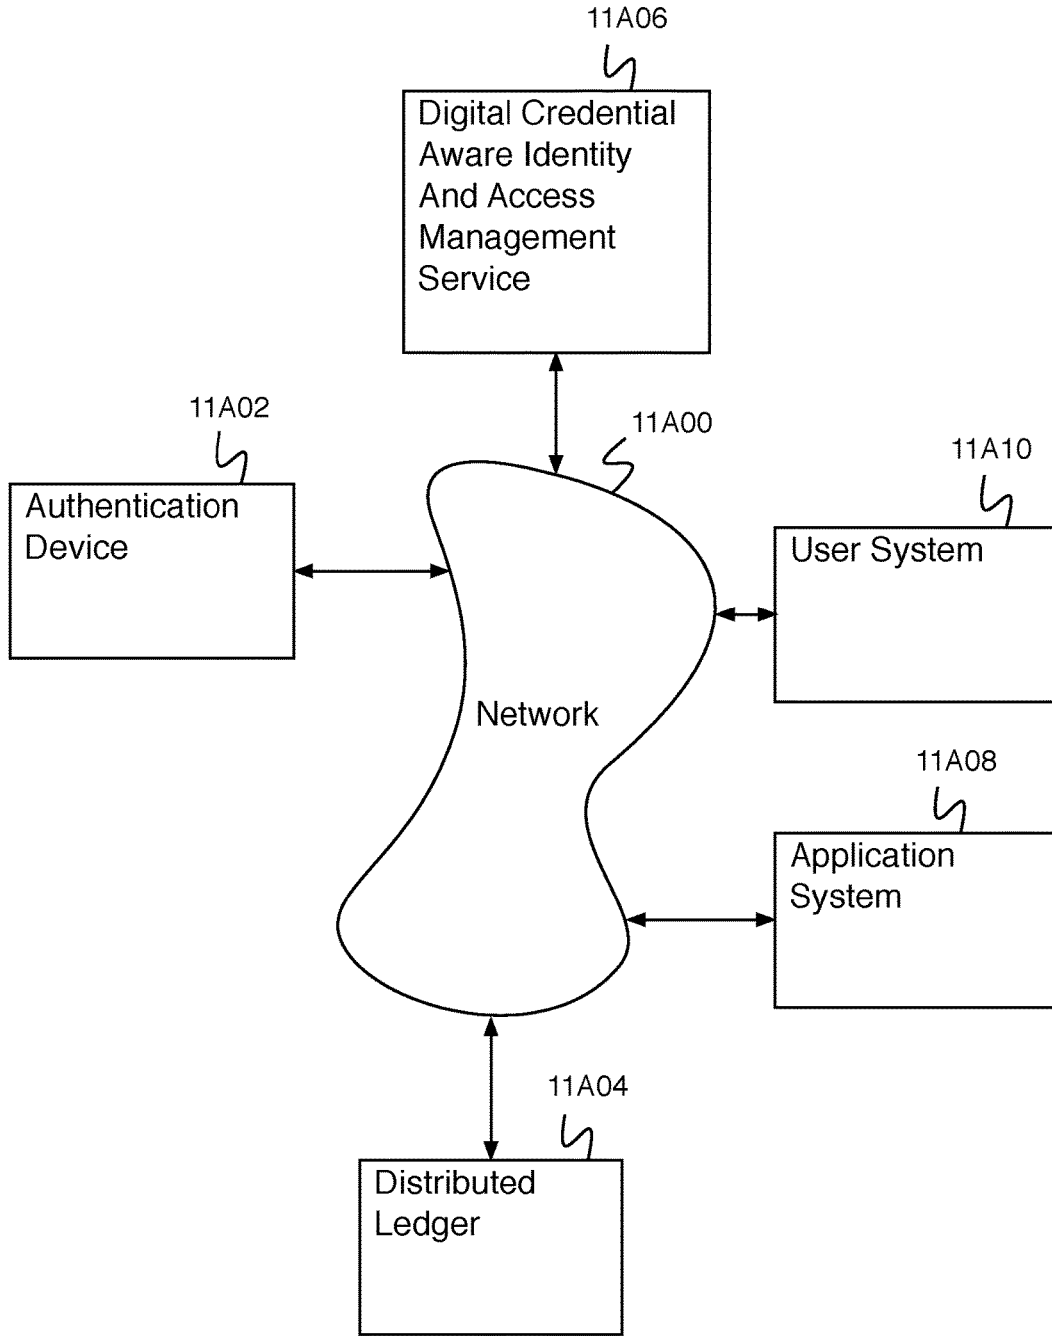 11A06
Digital Credential
Aware Identity
And Access
Management
Service
11A02
11A00
11A10
Authentication
Device
User System
Network
11A08
Application
System
11A04
Distributed
Ledger